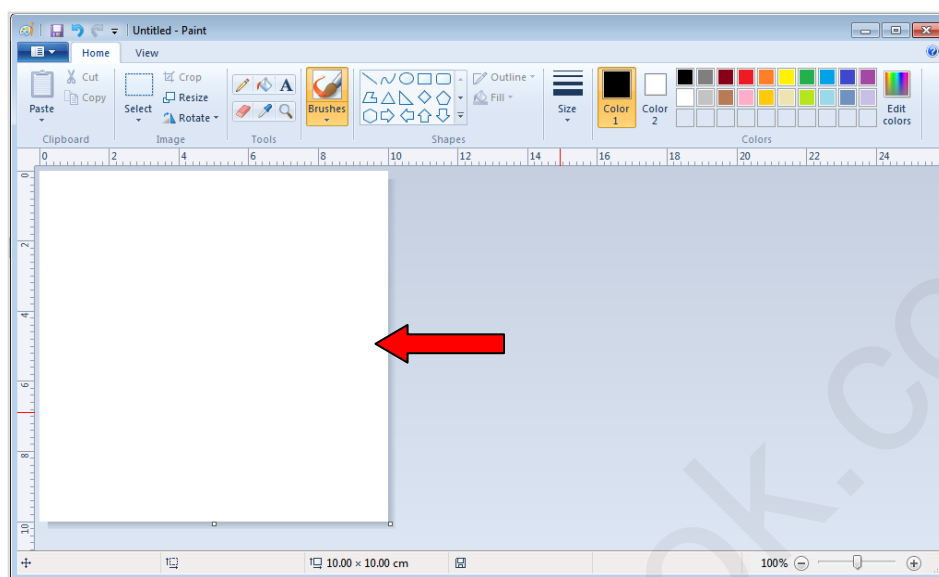 Untitled - Paint
Home View
Cut Crop Outline
Copy Resize Fill
Paste Select Rotate Brushes Size Color 1 Color 2 Edit colors
Clipboard Image Tools Shapes Colors
0 2 4 6 8 10 12 14 16 18 20 22 24
0
2
4
6
8
10
10.00 × 10.00 cm 100%